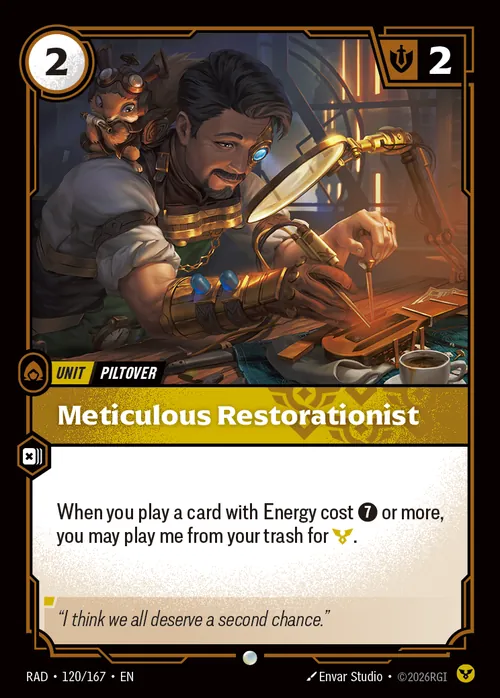 2
2
UNIT PILTOVER
Meticulous Restorationist
When you play a card with Energy cost 7 or more,
you may play me from your trash for .
“I think we all deserve a second chance.”
RAD • 120/167 • EN
Envar Studio • ©2026RGI